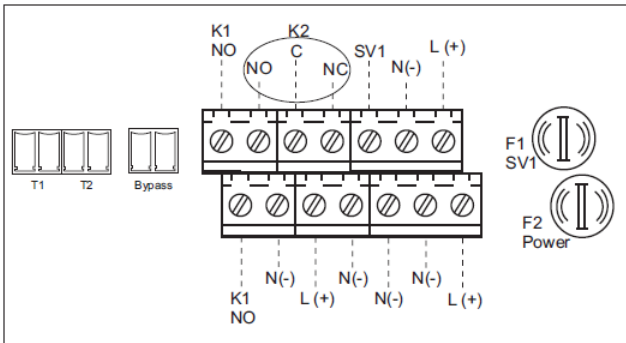 K1
NO
K2
C
NO
NC
SV1
N(-)
L (+)
T1
T2
Bypass
F1
SV1
F2
Power
K1
NO
N(-)
L (+)
N(-)
N(-)
N(-)
L (+)